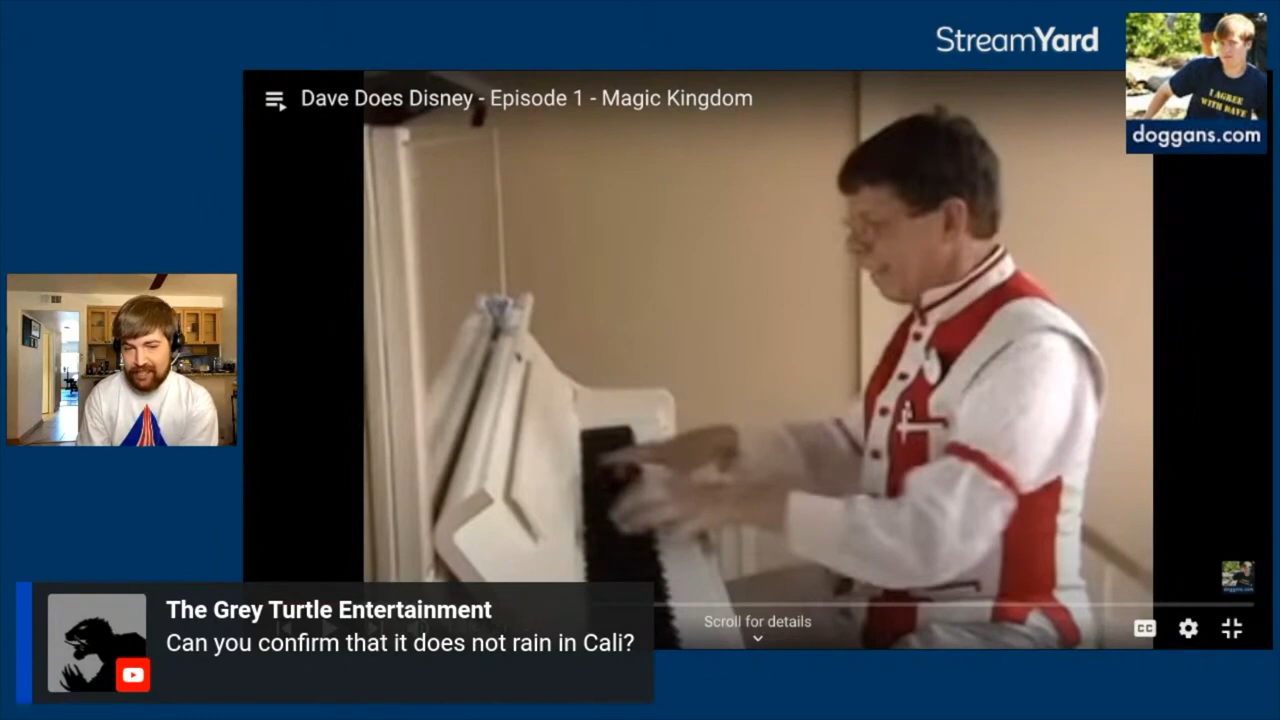 StreamYard
I AGREE
WITH DAVE
doggans.com
Dave Does Disney - Episode 1 - Magic Kingdom
The Grey Turtle Entertainment
Can you confirm that it does not rain in Cali?
Scroll for details
CC